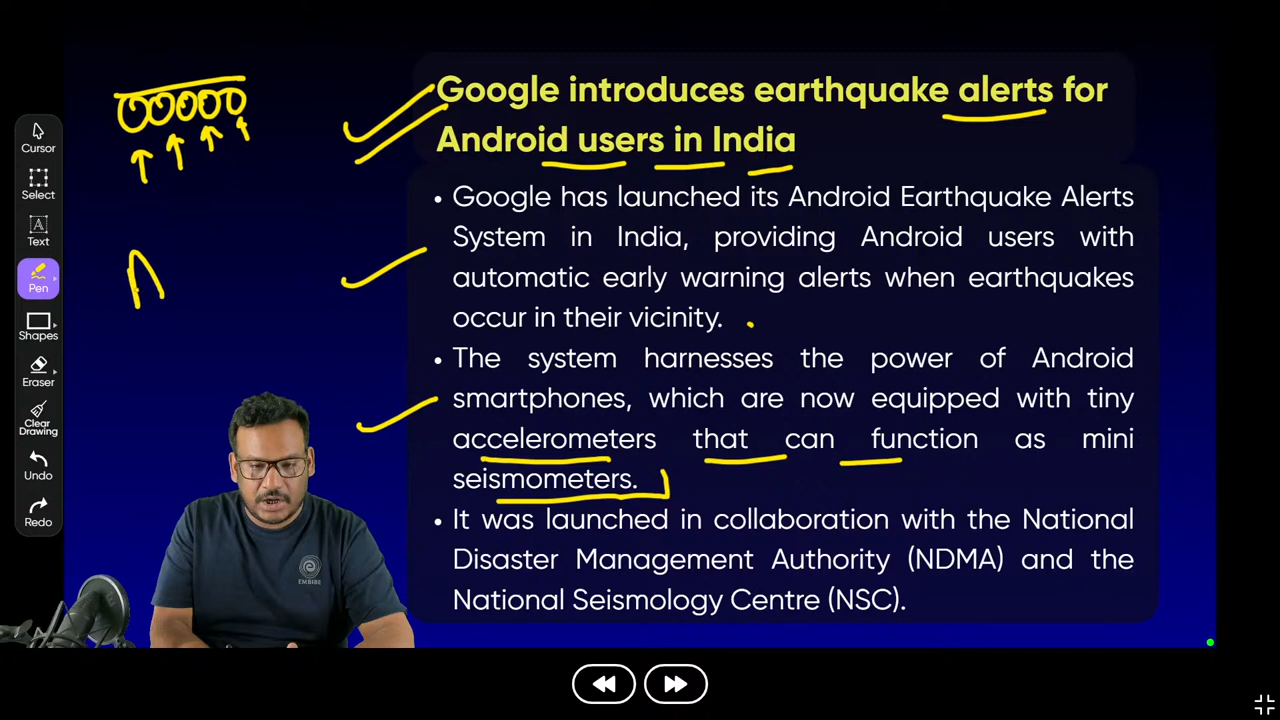 Google introduces earthquake alerts for
Android users in India
• Google has launched its Android Earthquake Alerts
System in India, providing Android users with
automatic early warning alerts when earthquakes
occur in their vicinity.
• The system harnesses the power of Android
smartphones, which are now equipped with tiny
accelerometers that can function as mini
seismometers.
• It was launched in collaboration with the National
Disaster Management Authority (NDMA) and the
National Seismology Centre (NSC).
Cursor
Select
A
Text
Pen
Shapes
Eraser
Clear
Drawing
Undo
Redo
EMBIBE